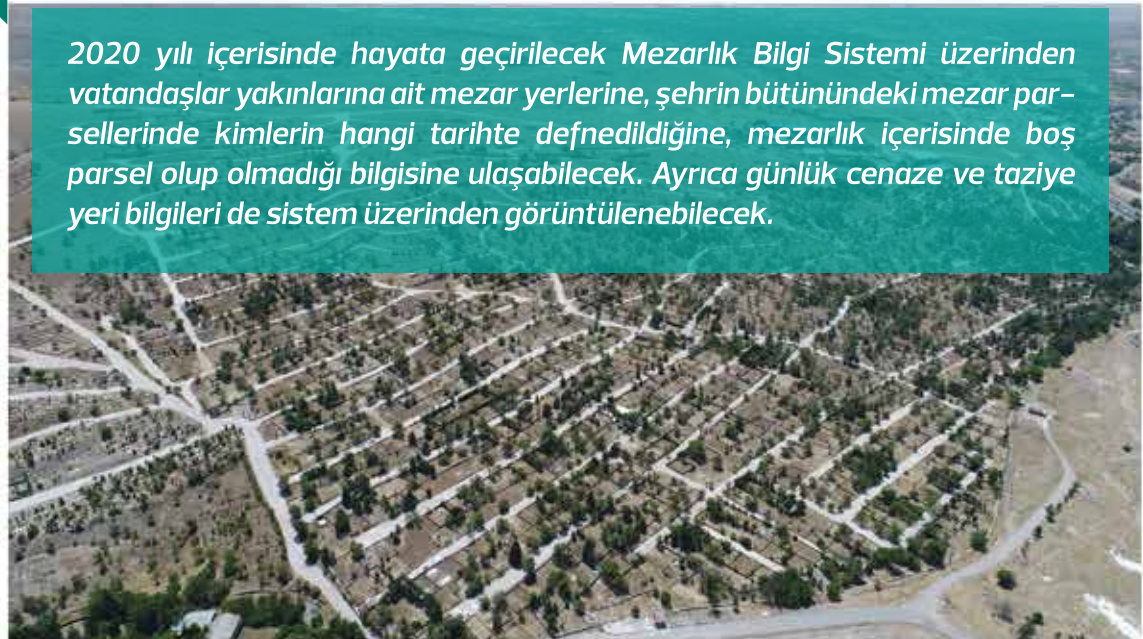 2020 yılı içerisinde hayata geçirilecek Mezarlık Bilgi Sistemi üzerinden
vatandaşlar yakınlarına ait mezar yerlerine, şehrin bütünündeki mezar par-
sellerinde kimlerin hangi tarihte defnedildiğine, mezarlık içerisinde boş
parsel olup olmadığı bilgisine ulaşabilecek. Ayrıca günlük cenaze ve taziye
yeri bilgileri de sistem üzerinden görüntülenebilecek.